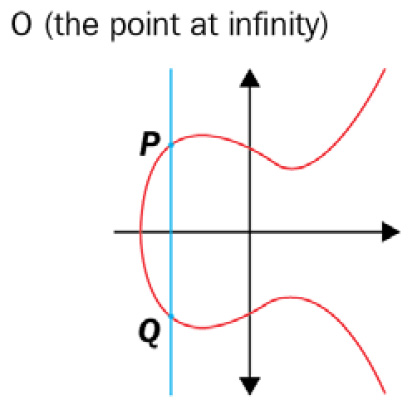 O (the point at infinity)
P
Q